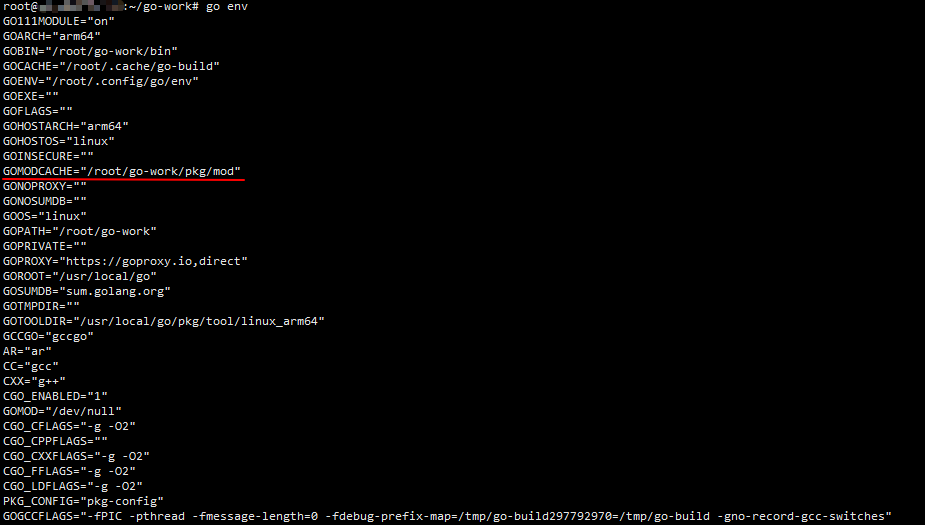 root@:~/go-work# go env
GO111MODULE="on"
GOARCH="arm64"
GOBIN="/root/go-work/bin"
GOCACHE="/root/.cache/go-build"
GOENV="/root/.config/go/env"
GOEXE=""
GOFLAGS=""
GOHOSTARCH="arm64"
GOHOSTOS="linux"
GOINSECURE=""
GOMODCACHE="/root/go-work/pkg/mod"
GONOPROXY=""
GONOSUMDB=""
GOOS="linux"
GOPATH="/root/go-work"
GOPRIVATE=""
GOPROXY="https://goproxy.io,direct"
GOROOT="/usr/local/go"
GOSUMDB="sum.golang.org"
GOTMPDIR=""
GOTOOLDIR="/usr/local/go/pkg/tool/linux_arm64"
GCCGO="gccgo"
AR="ar"
CC="gcc"
CXX="g++"
CGO_ENABLED="1"
GOMOD="/dev/null"
CGO_CFLAGS="-g -O2"
CGO_CPPFLAGS=""
CGO_CXXFLAGS="-g -O2"
CGO_FFLAGS="-g -O2"
CGO_LDFLAGS="-g -O2"
PKG_CONFIG="pkg-config"
GOGCCFLAGS="-fPIC -pthread -fmessage-length=0 -fdebug-prefix-map=/tmp/go-build297792970=/tmp/go-build -gno-record-gcc-switches"